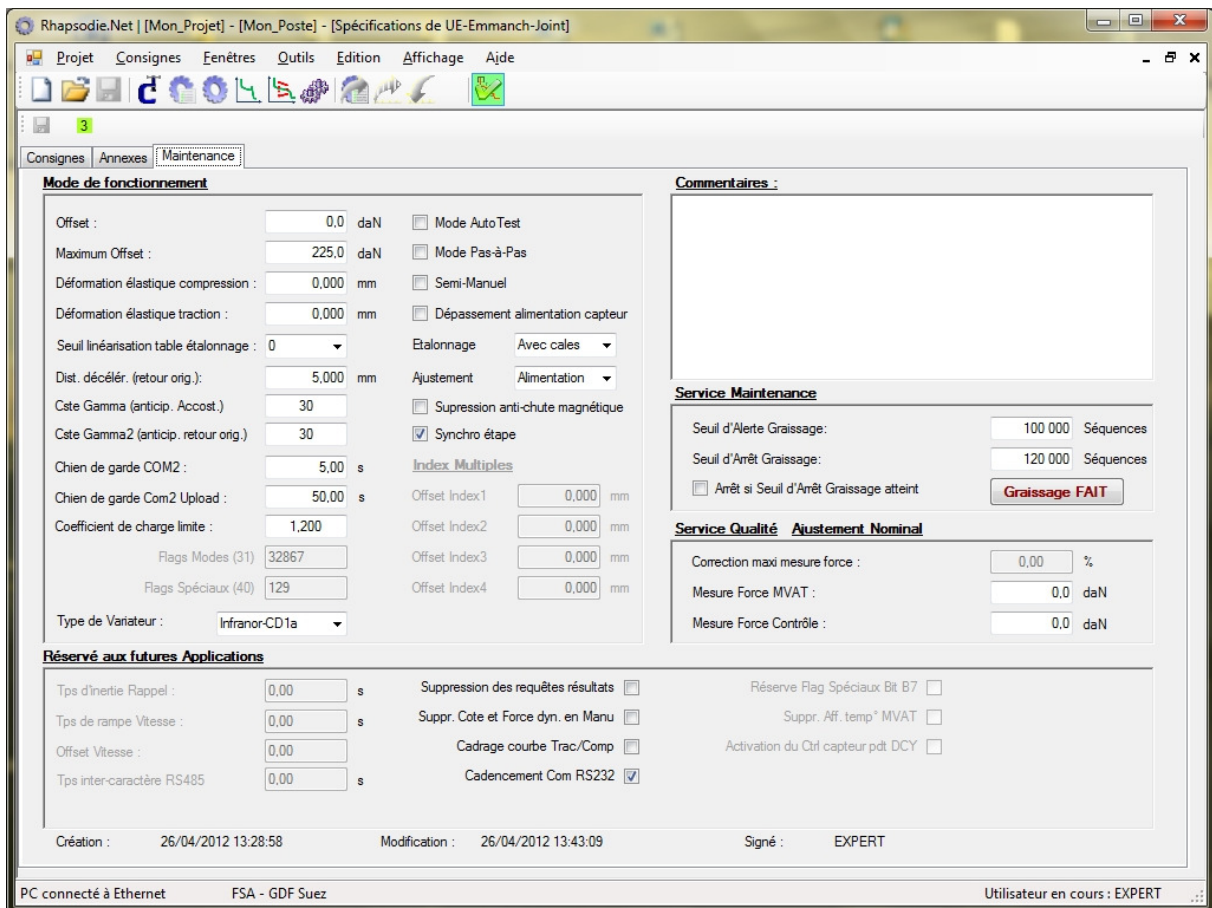 Rhapsodie.Net | [Mon_Projet] - [Mon_Poste] - [Spécifications de UE-Emmanch-Joint]
Projet Consignes Fenêtres Outils Edition Affichage Aide
3
Consignes Annexes Maintenance
Mode de fonctionnement
Offset : 0,0 daN
Maximum Offset : 225,0 daN
Déformation élastique compression : 0,000 mm
Déformation élastique traction : 0,000 mm
Seuil linéarisation table étalonnage : 0
Dist. décélér. (retour orig.): 5,000 mm
Cste Gamma (anticip. Accost.) 30
Cste Gamma2 (anticip. retour orig.) 30
Chien de garde COM2 : 5,00 s
Chien de garde Com2 Upload : 50,00 s
Coefficient de charge limite : 1,200
Flags Modes (31) 32867
Flags Spéciaux (40) 129
Type de Variateur : Infranor-CD1a
Mode AutoTest
Mode Pas-à-Pas
Semi-Manuel
Dépassement alimentation capteur
Etalonnage Avec cales
Ajustement Alimentation
Supression anti-chute magnétique
Synchro étape
Index Multiples
Offset Index1 0,000 mm
Offset Index2 0,000 mm
Offset Index3 0,000 mm
Offset Index4 0,000 mm
Commentaires :
Service Maintenance
Seuil d'Alerte Graissage: 100 000 Séquences
Seuil d'Arrêt Graissage: 120 000 Séquences
Arrêt si Seuil d'Arrêt Graissage atteint Graissage FAIT
Service Qualité Ajustement Nominal
Correction maxi mesure force : 0,00 %
Mesure Force MVAT : 0,0 daN
Mesure Force Contrôle : 0,0 daN
Réservé aux futures Applications
Tps d'inertie Rappel : 0,00 s
Tps de rampe Vitesse : 0,00 s
Offset Vitesse : 0,00
Tps inter-caractère RS485 0,00 s
Suppression des requêtes résultats
Suppr. Cote et Force dyn. en Manu
Cadrage courbe Trac/Comp
Cadencement Com RS232
Réserve Flag Spéciaux Bit B7
Suppr. Aff. temp° MVAT
Activation du Ctrl capteur pdt DCY
Création : 26/04/2012 13:28:58 Modification : 26/04/2012 13:43:09 Signé : EXPERT
PC connecté à Ethernet FSA - GDF Suez Utilisateur en cours : EXPERT